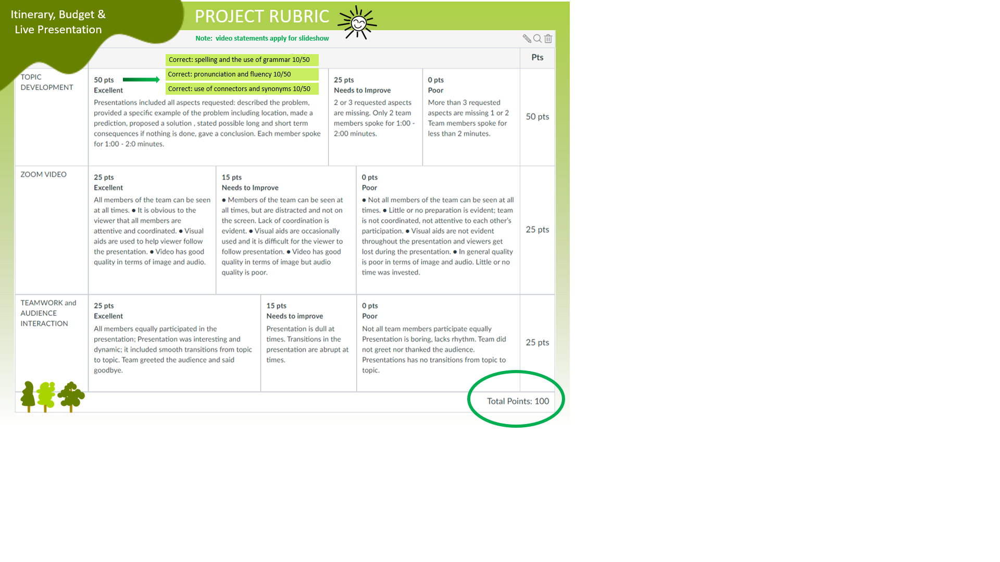 Itinerary, Budget &
Live Presentation
PROJECT RUBRIC
Note: video statements apply for slideshow
Pts
Correct: spelling and the use of grammar 10/50
Correct: pronunciation and fluency 10/50
Correct: use of connectors and synonyms 10/50
TOPIC
DEVELOPMENT
50 pts
Excellent
Presentations included all aspects requested: described the problem,
provided a specific example of the problem including location, made a
prediction, proposed a solution , stated possible long and short term
consequences if nothing is done, gave a conclusion. Each member spoke
for 1:00 - 2:0 minutes.
25 pts
Needs to Improve
2 or 3 requested aspects
are missing. Only 2 team
members spoke for 1:00 -
2:00 minutes.
0 pts
Poor
More than 3 requested
aspects are missing 1 or 2
Team members spoke for
less than 2 minutes.
50 pts
ZOOM VIDEO
25 pts
Excellent
All members of the team can be seen
at all times. ● It is obvious to the
viewer that all members are
attentive and coordinated. ● Visual
aids are used to help viewer follow
the presentation. ● Video has good
quality in terms of image and audio.
15 pts
Needs to Improve
● Members of the team can be seen at
all times, but are distracted and not on
the screen. Lack of coordination is
evident. ● Visual aids are occasionally
used and it is difficult for the viewer to
follow presentation. ● Video has good
quality in terms of image but audio
quality is poor.
0 pts
Poor
● Not all members of the team can be seen at all
times. ● Little or no preparation is evident; team
is not coordinated, not attentive to each other's
participation. ● Visual aids are not evident
throughout the presentation and viewers get
lost during the presentation. ● In general quality
is poor in terms of image and audio. Little or no
time was invested.
25 pts
TEAMWORK and
AUDIENCE
INTERACTION
25 pts
Excellent
All members equally participated in the
presentation; Presentation was interesting and
dynamic; it included smooth transitions from topic
to topic. Team greeted the audience and said
goodbye.
15 pts
Needs to improve
Presentation is dull at
times. Transitions in the
presentation are abrupt at
times.
0 pts
Poor
Not all team members participate equally
Presentation is boring, lacks rhythm. Team did
not greet nor thanked the audience.
Presentations has no transitions from topic to
topic.
25 pts
Total Points: 100